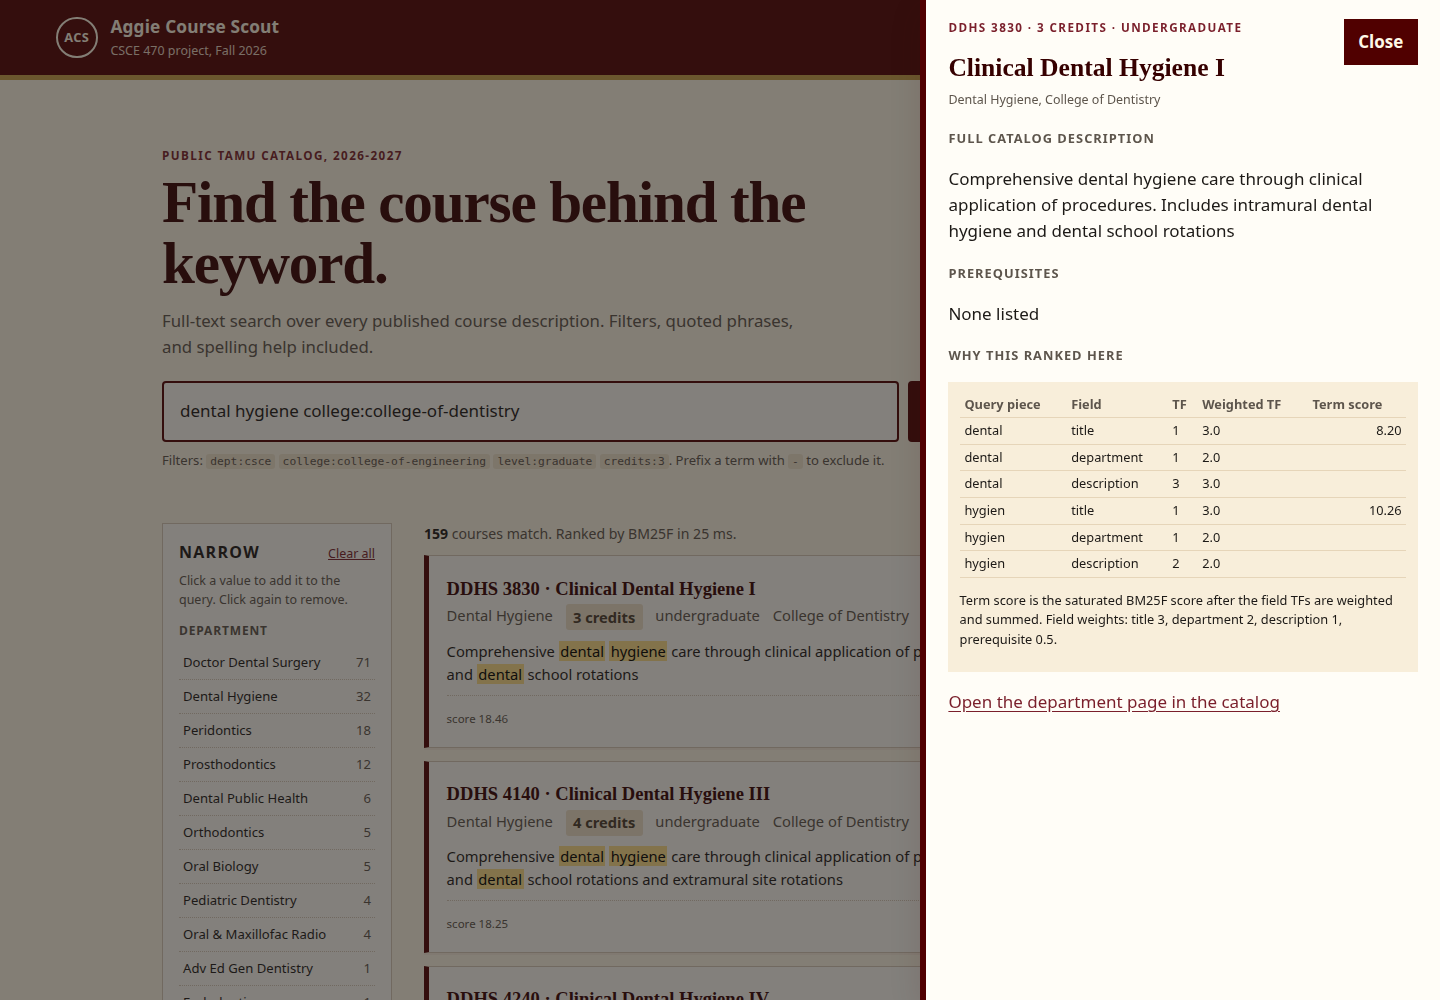 ACS
Aggie Course Scout
CSCE 470 project, Fall 2026
PUBLIC TAMU CATALOG, 2026-2027
Find the course behind the
keyword.
Full-text search over every published course description. Filters, quoted phrases,
and spelling help included.
dental hygiene college:college-of-dentistry
Filters: dept:csce college:college-of-engineering level:graduate credits:3. Prefix a term with - to exclude it.
NARROW
Clear all
Click a value to add it to the
query. Click again to remove.
DEPARTMENT
Doctor Dental Surgery 71
Dental Hygiene 32
Peridontics 18
Prosthodontics 12
Dental Public Health 6
Orthodontics 5
Oral Biology 5
Pediatric Dentistry 4
Oral & Maxillofac Radio 4
Adv Ed Gen Dentistry 1
159 courses match. Ranked by BM25F in 25 ms.
DDHS 3830 · Clinical Dental Hygiene I
Dental Hygiene 3 credits undergraduate College of Dentistry
Comprehensive dental hygiene care through clinical application of
and dental school rotations
score 18.46
DDHS 4140 · Clinical Dental Hygiene III
Dental Hygiene 4 credits undergraduate College of Dentistry
Comprehensive dental hygiene care through clinical application of
and dental school rotations and extramural site rotations
score 18.25
DDHS 4240 · Clinical Dental Hygiene IV
DDHS 3830 · 3 CREDITS · UNDERGRADUATE
Close
Clinical Dental Hygiene I
Dental Hygiene, College of Dentistry
FULL CATALOG DESCRIPTION
Comprehensive dental hygiene care through clinical
application of procedures. Includes intramural dental
hygiene and dental school rotations
PREREQUISITES
None listed
WHY THIS RANKED HERE
Query piece Field TF Weighted TF Term score
dental title 1 3.0 8.20
dental department 1 2.0
dental description 3 3.0
hygien title 1 3.0 10.26
hygien department 1 2.0
hygien description 2 2.0
Term score is the saturated BM25F score after the field TFs are weighted
and summed. Field weights: title 3, department 2, description 1,
prerequisite 0.5.
Open the department page in the catalog